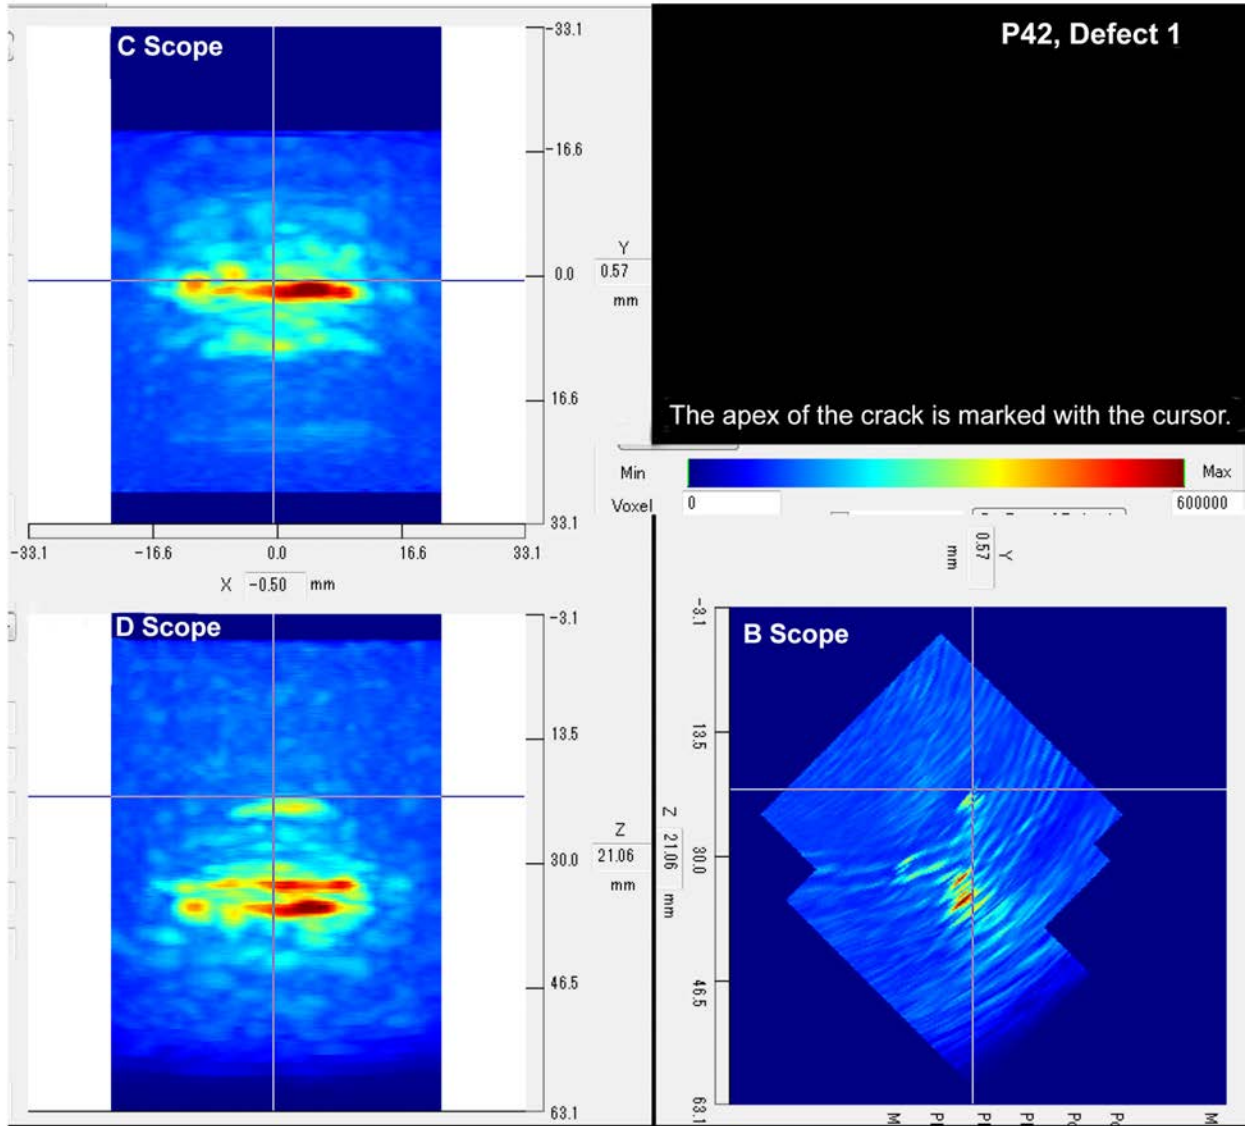 C Scope
-33.1
-16.6
0.0
16.6
33.1
-33.1
-16.6
0.0
16.6
33.1
X -0.50 mm
Y
0.57
mm
P42, Defect 1
The apex of the crack is marked with the cursor.
Min
Max
Voxel
0
600000
D Scope
-3.1
13.5
30.0
46.5
63.1
Z
21.06
mm
B Scope
Y
0.57
mm
-3.1
13.5
30.0
46.5
63.1
Z
21.06
mm